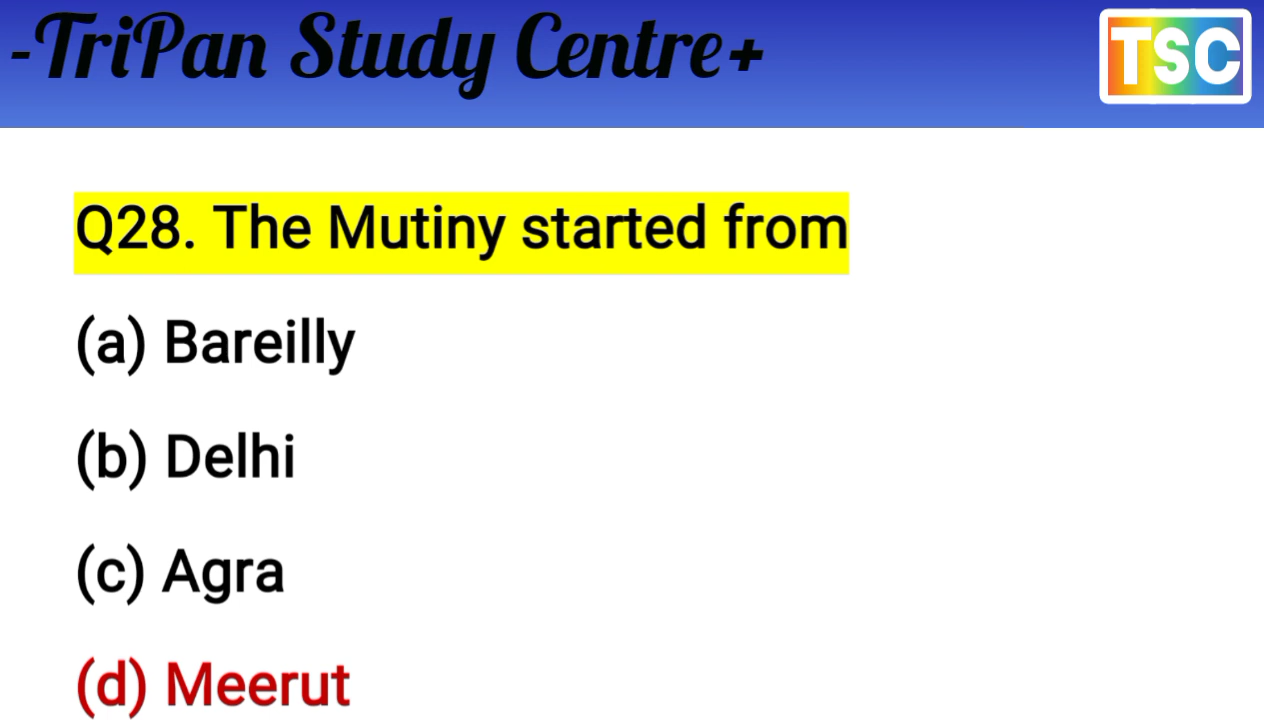 -TriPan Study Centre+
TSC
Q28. The Mutiny started from
(a) Bareilly
(b) Delhi
(c) Agra
(d) Meerut